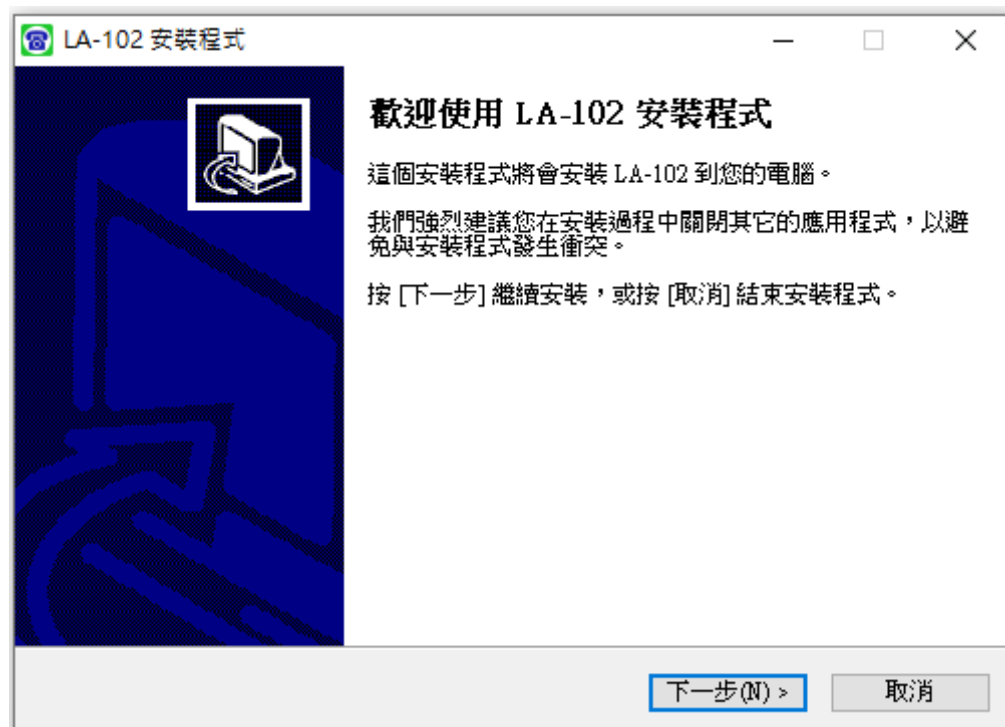 LA-102 安裝程式
歡迎使用 LA-102 安裝程式
這個安裝程式將會安裝 LA-102 到您的電腦。
我們強烈建議您在安裝過程中關閉其它的應用程式，以避
免與安裝程式發生衝突。
按 [下一步] 繼續安裝，或按 [取消] 結束安裝程式。
下一步(N) >
取消